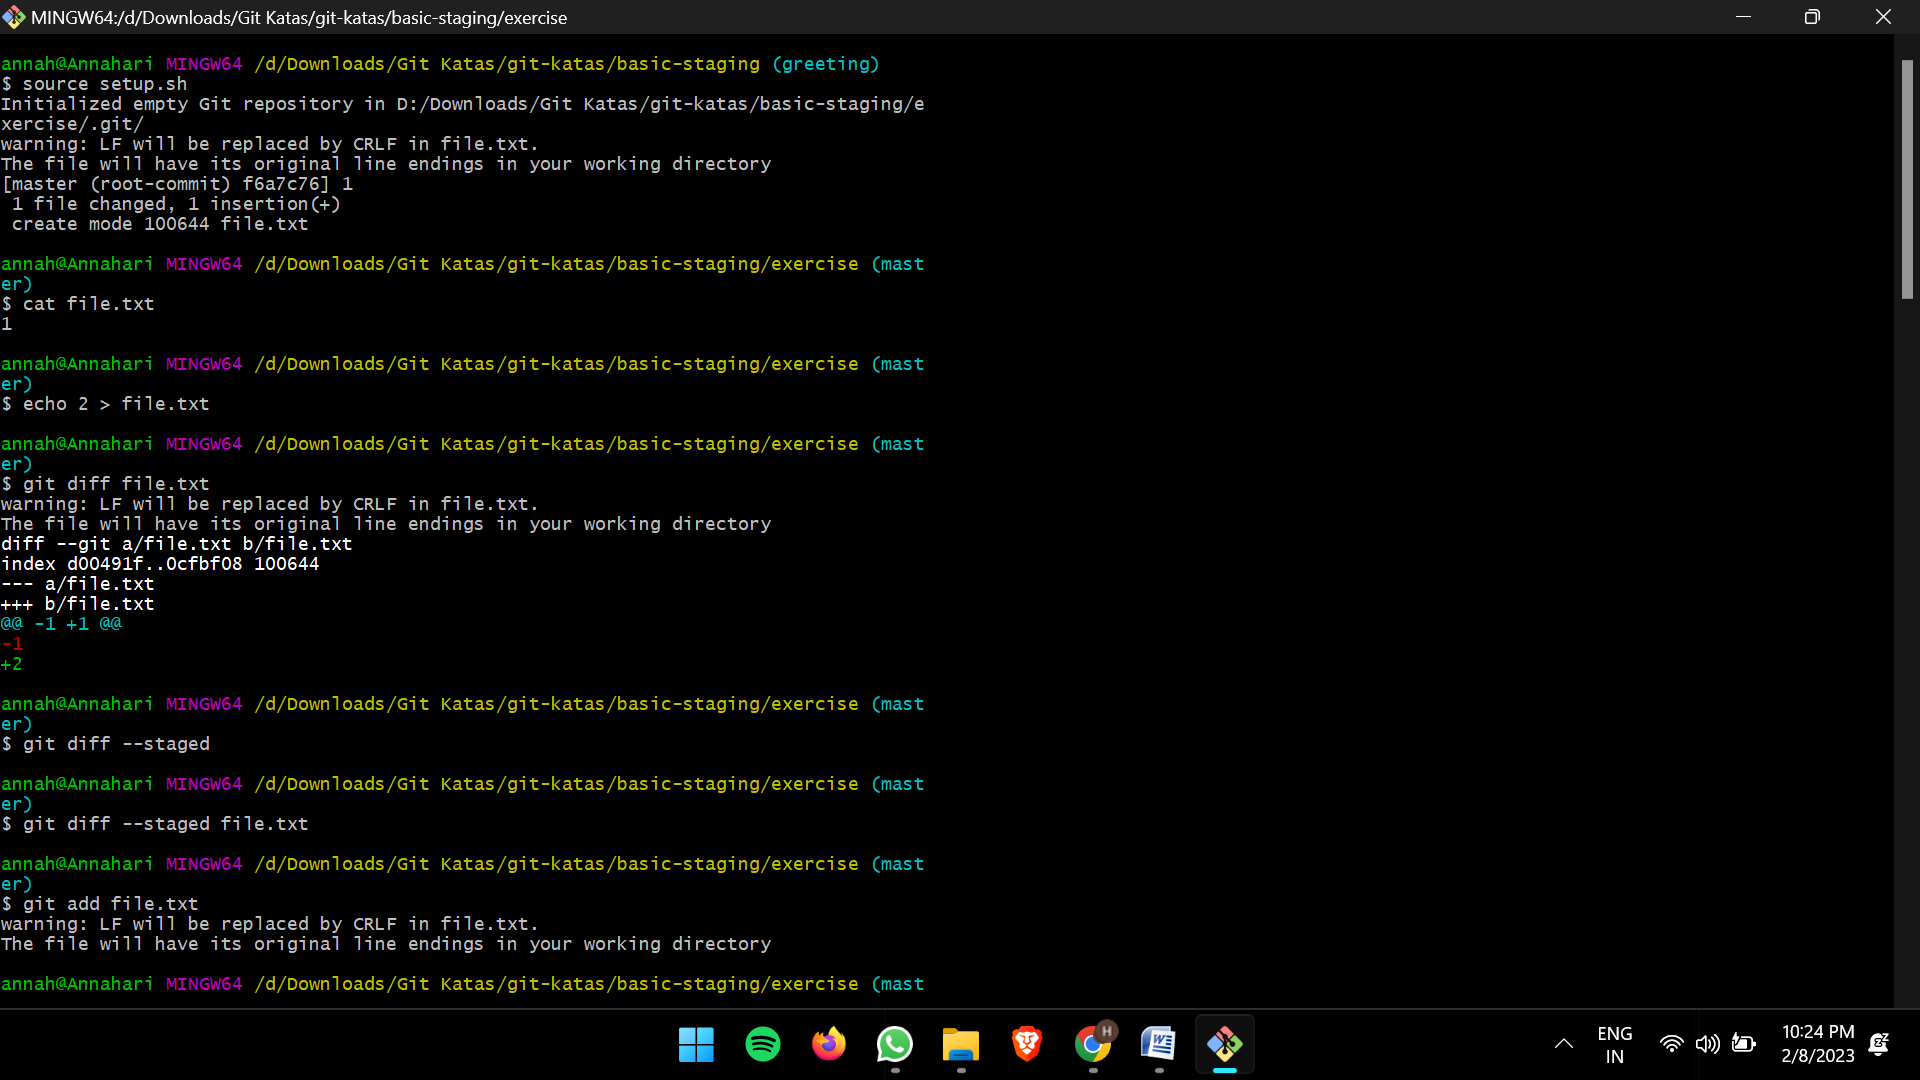 MINGW64:/d/Downloads/Git Katas/git-katas/basic-staging/exercise
annah@Annahari MINGW64 /d/Downloads/Git Katas/git-katas/basic-staging (greeting)
$ source setup.sh
Initialized empty Git repository in D:/Downloads/Git Katas/git-katas/basic-staging/e
xercise/.git/
warning: LF will be replaced by CRLF in file.txt.
The file will have its original line endings in your working directory
[master (root-commit) f6a7c76] 1
 1 file changed, 1 insertion(+)
 create mode 100644 file.txt
annah@Annahari MINGW64 /d/Downloads/Git Katas/git-katas/basic-staging/exercise (mast
er)
$ cat file.txt
1
annah@Annahari MINGW64 /d/Downloads/Git Katas/git-katas/basic-staging/exercise (mast
er)
$ echo 2 > file.txt
annah@Annahari MINGW64 /d/Downloads/Git Katas/git-katas/basic-staging/exercise (mast
er)
$ git diff file.txt
warning: LF will be replaced by CRLF in file.txt.
The file will have its original line endings in your working directory
diff --git a/file.txt b/file.txt
index d00491f..0cfbf08 100644
--- a/file.txt
+++ b/file.txt
@@ -1 +1 @@
-1
+2
annah@Annahari MINGW64 /d/Downloads/Git Katas/git-katas/basic-staging/exercise (mast
er)
$ git diff --staged
annah@Annahari MINGW64 /d/Downloads/Git Katas/git-katas/basic-staging/exercise (mast
er)
$ git diff --staged file.txt
annah@Annahari MINGW64 /d/Downloads/Git Katas/git-katas/basic-staging/exercise (mast
er)
$ git add file.txt
warning: LF will be replaced by CRLF in file.txt.
The file will have its original line endings in your working directory
annah@Annahari MINGW64 /d/Downloads/Git Katas/git-katas/basic-staging/exercise (mast
H
W
ENG
IN
10:24 PM
2/8/2023